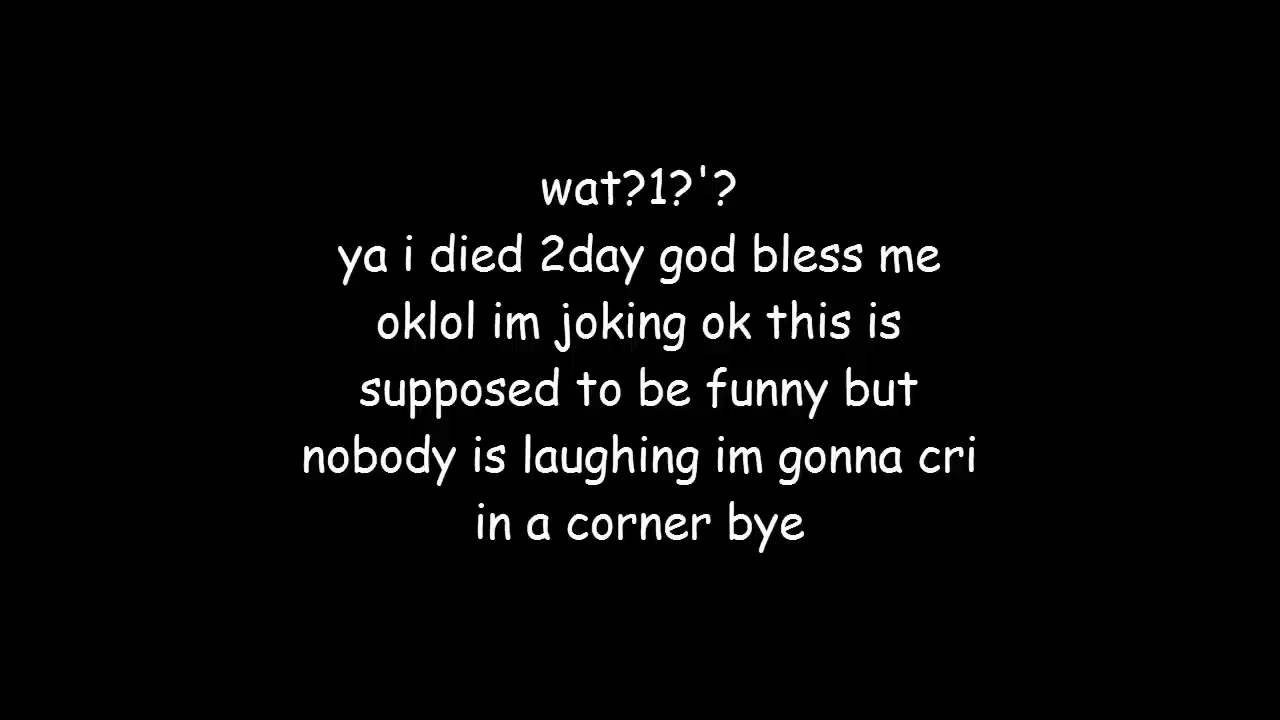 wat?1?'?
ya i died 2day god bless me
oklol im joking ok this is
supposed to be funny but
nobody is laughing im gonna cri
in a corner bye